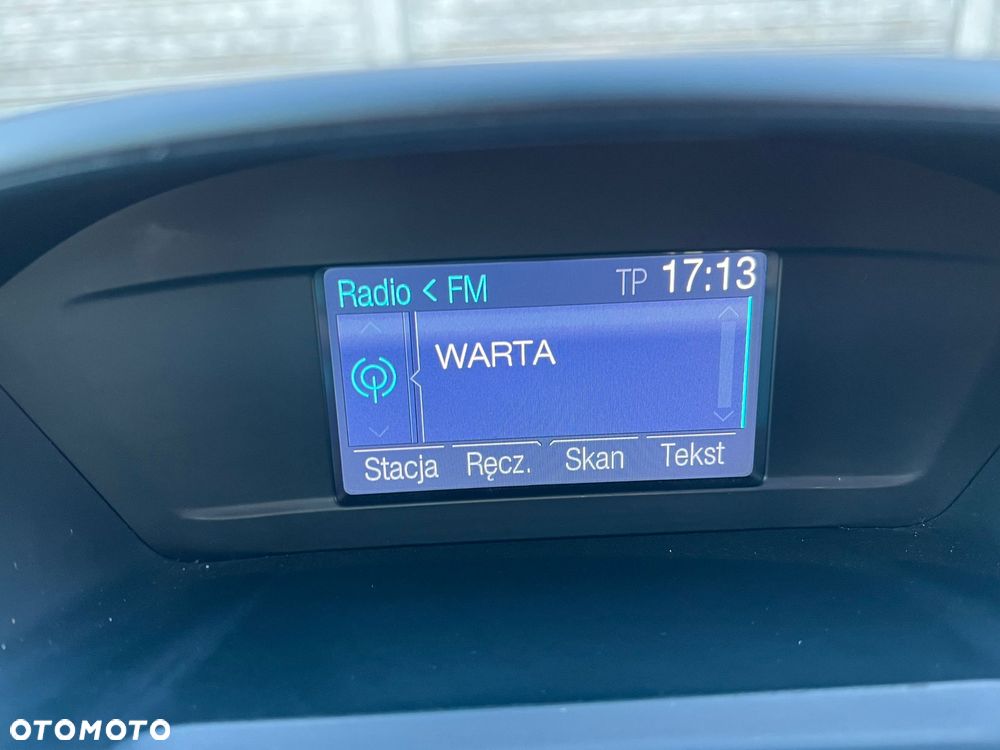 Radio < FM TP 17:13
WARTA
Stacja Ręcz. Skan Tekst
OTOMOTO